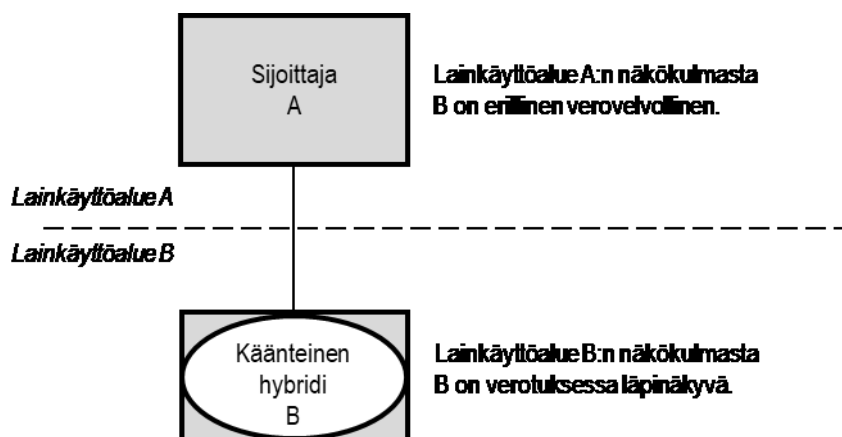 Sijoittaja
A
Lainkäyttöalue A:n näkökulmasta
B on erillinen verovelvollinen.
Lainkäyttöalue A
Lainkäyttöalue B
Käänteinen
hybridi
B
Lainkäyttöalue B:n näkökulmasta
B on verotuksessa läpinäkyvä.